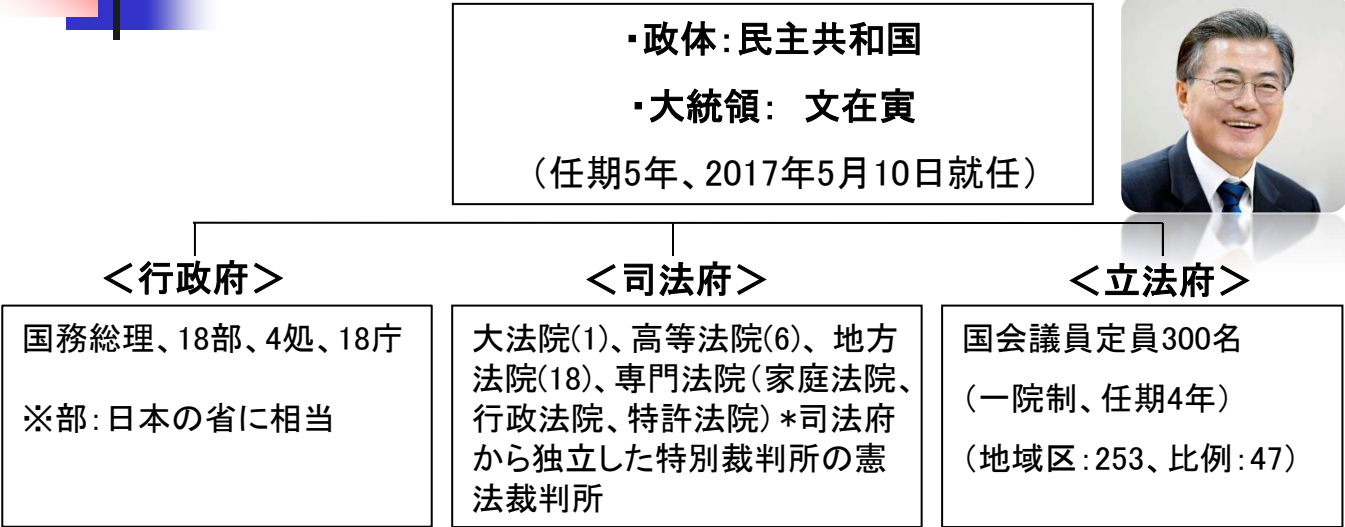 ・政体：民主共和国
・大統領： 文在寅
（任期5年、2017年5月10日就任）
＜行政府＞
国務総理、18部、4処、18庁
※部：日本の省に相当
＜司法府＞
大法院(1)、高等法院(6)、地方
法院(18)、専門法院（家庭法院、
行政法院、特許法院）*司法府
から独立した特別裁判所の憲
法裁判所
＜立法府＞
国会議員定員300名
（一院制、任期4年）
（地域区：253、比例：47）